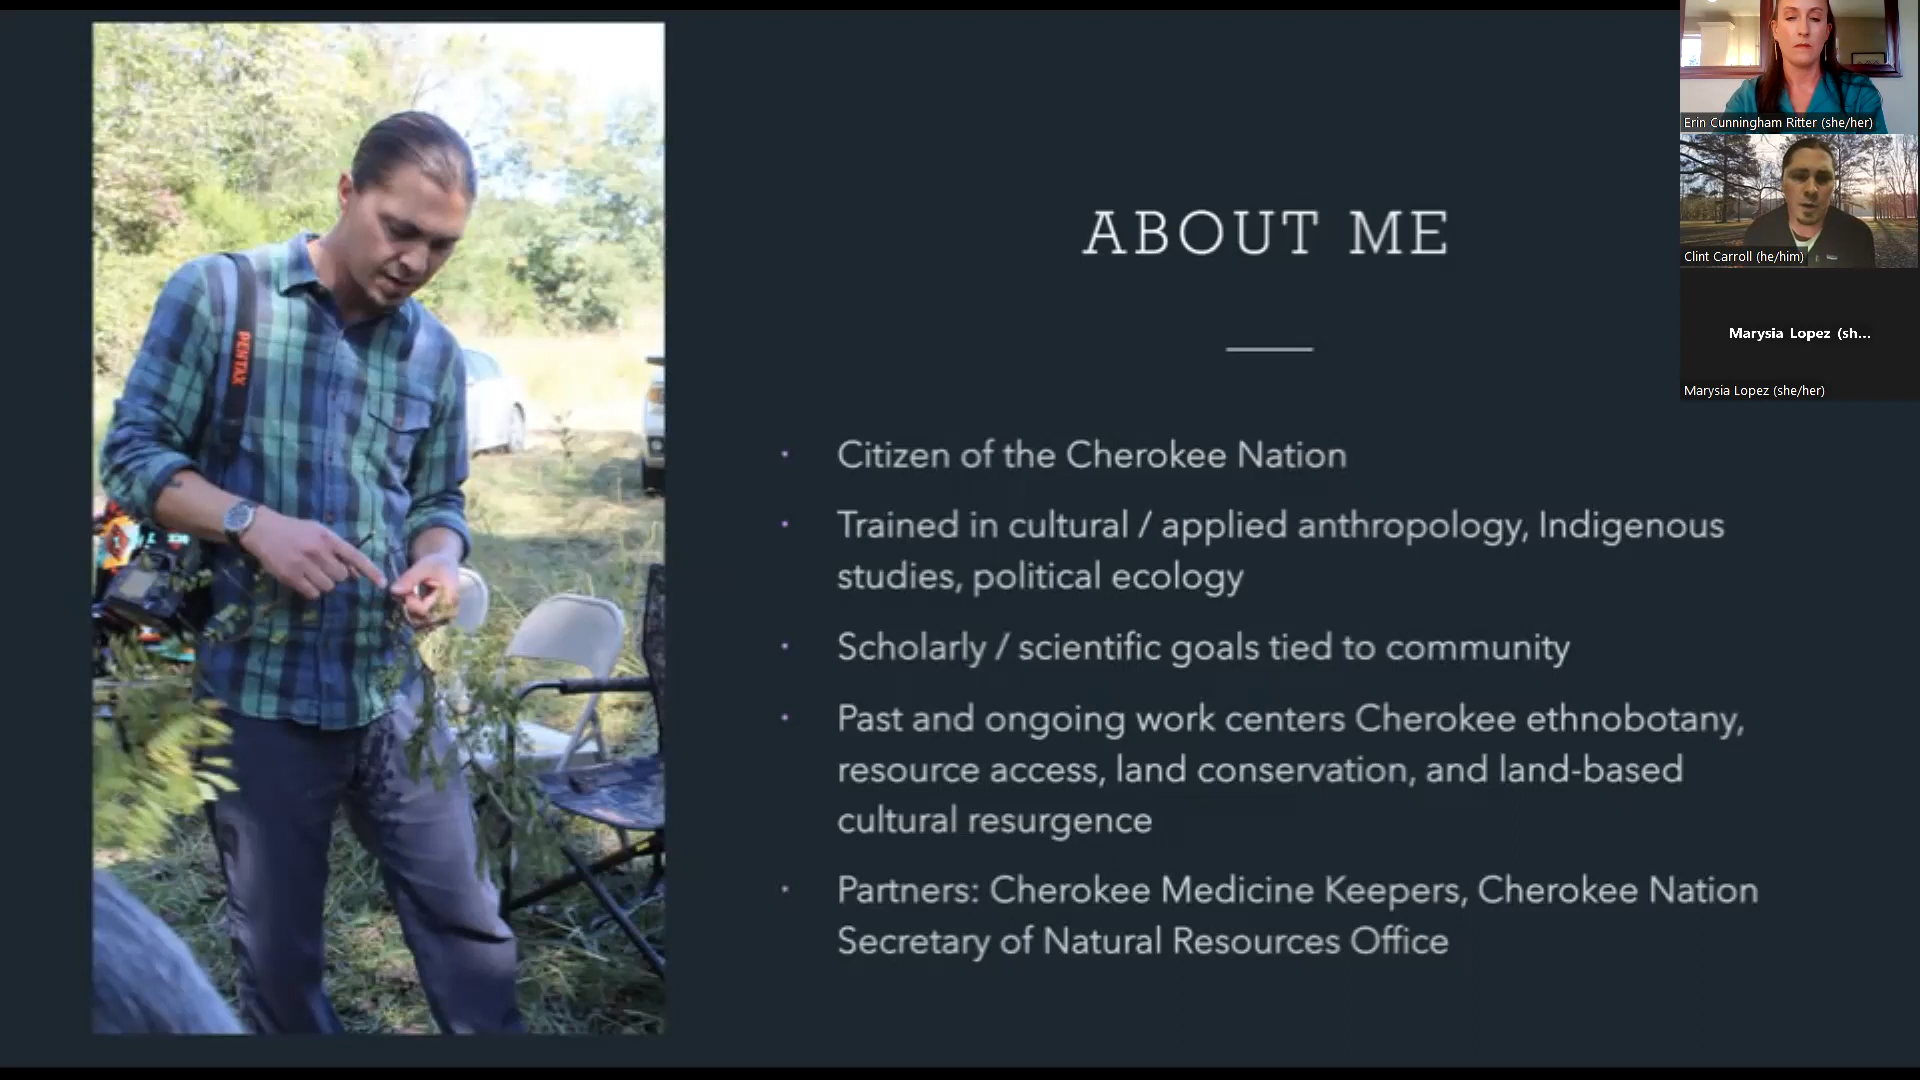 ABOUT ME
· Citizen of the Cherokee Nation
· Trained in cultural / applied anthropology, Indigenous
studies, political ecology
· Scholarly / scientific goals tied to community
· Past and ongoing work centers Cherokee ethnobotany,
resource access, land conservation, and land-based
cultural resurgence
· Partners: Cherokee Medicine Keepers, Cherokee Nation
Secretary of Natural Resources Office
PENTAX
Erin Cunningham Ritter (she/her)
Clint Carroll (he/him)
Marysia Lopez (sh...
Marysia Lopez (she/her)